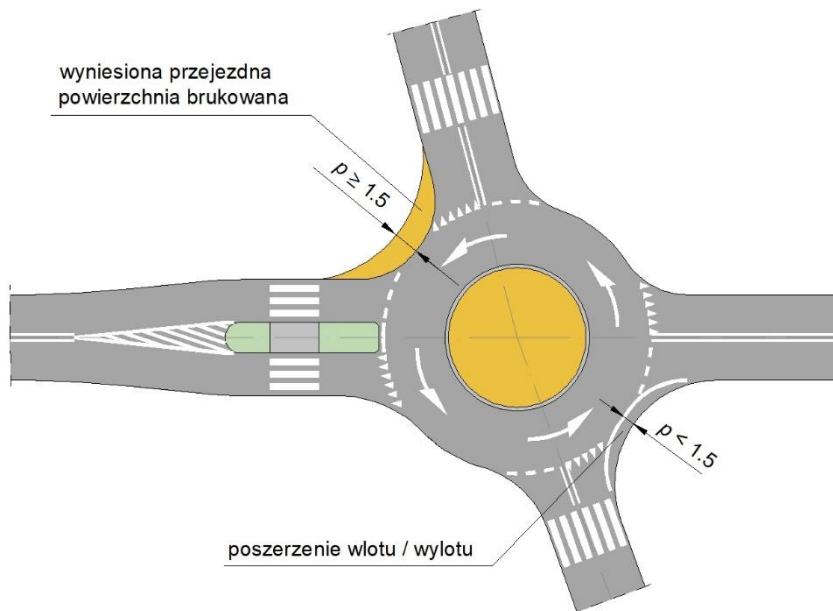 wyniesiona przejezdna
powierzchnia brukowana
p ≥ 1.5
p < 1.5
poszerzenie wlotu / wylotu